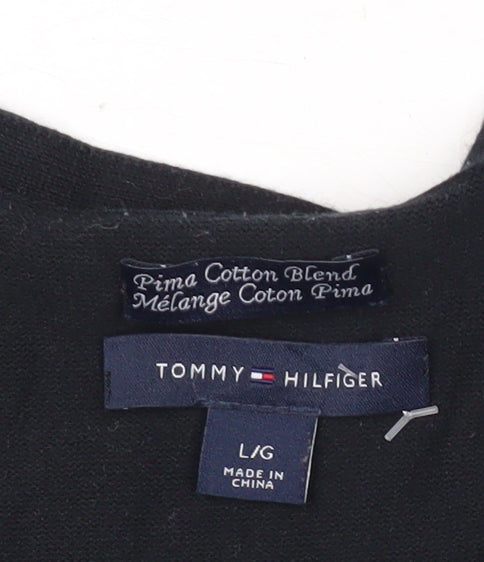 Pima Cotton Blend
Mélange Coton Pima
TOMMY HILFIGER
L/G
MADE IN
CHINA